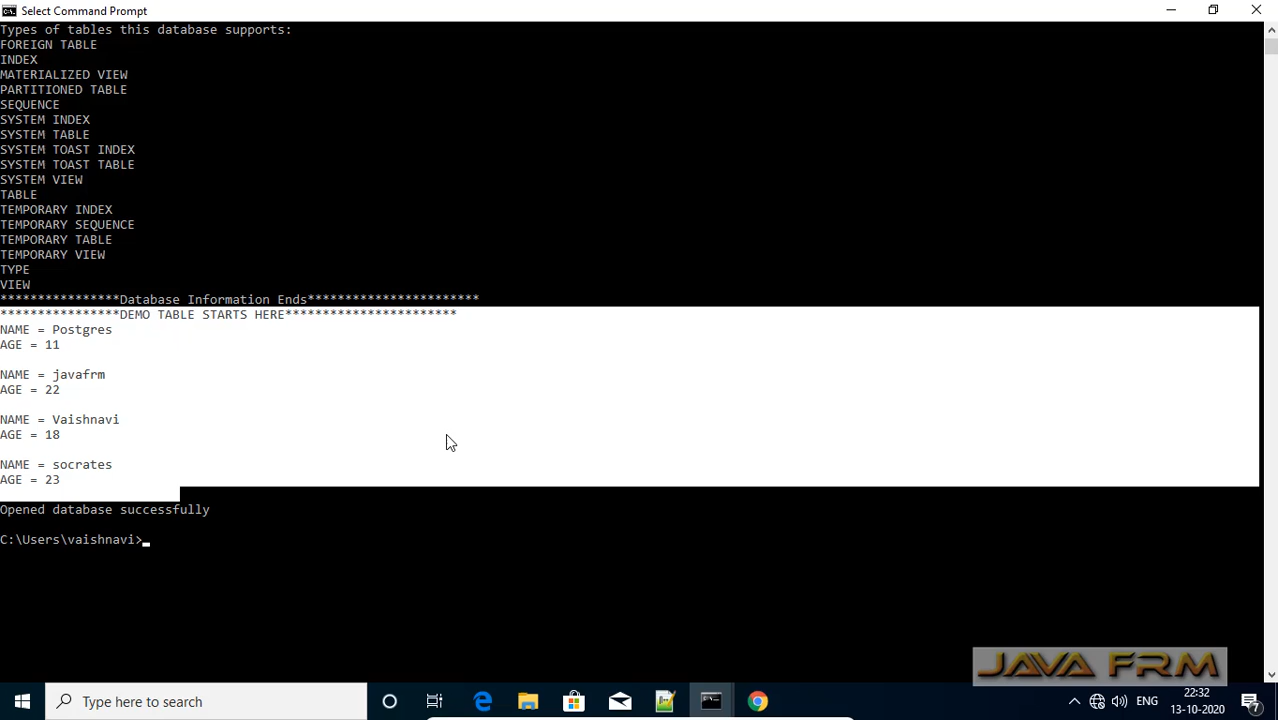 Select Command Prompt
Types of tables this database supports:
FOREIGN TABLE
INDEX
MATERIALIZED VIEW
PARTITIONED TABLE
SEQUENCE
SYSTEM INDEX
SYSTEM TABLE
SYSTEM TOAST INDEX
SYSTEM TOAST TABLE
SYSTEM VIEW
TABLE
TEMPORARY INDEX
TEMPORARY SEQUENCE
TEMPORARY TABLE
TEMPORARY VIEW
TYPE
VIEW
****************Database Information Ends***********************
****************DEMO TABLE STARTS HERE***********************
NAME = Postgres
AGE = 11
NAME = javafrm
AGE = 22
NAME = Vaishnavi
AGE = 18
NAME = socrates
AGE = 23
Opened database successfully
C:\Users\vaishnavi>
JAVA FRM
Type here to search
ENG
22:32
13-10-2020
7